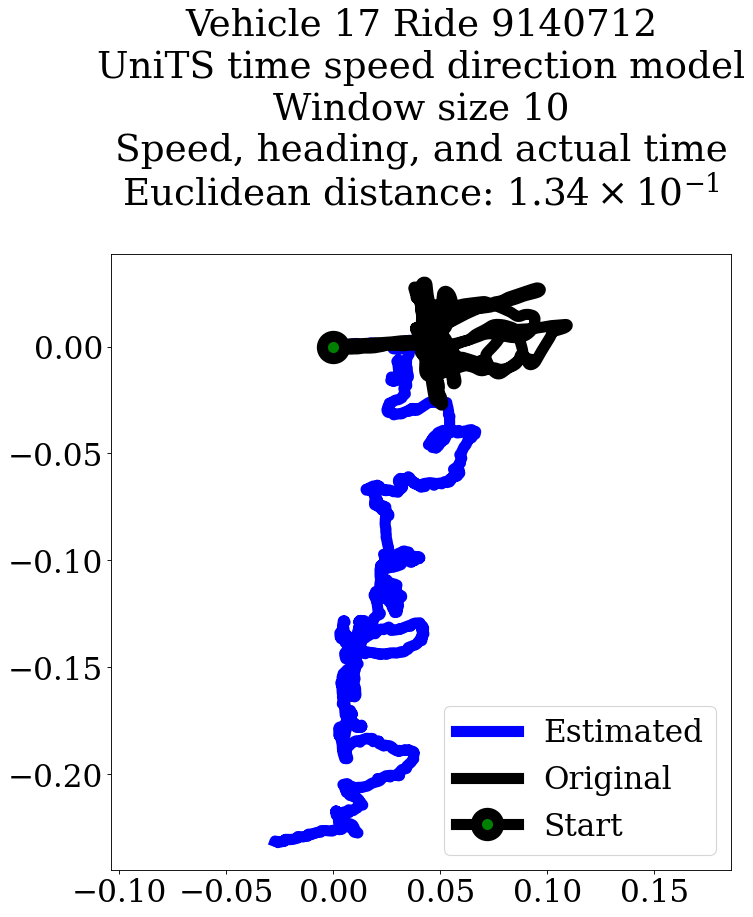 Vehicle 17 Ride 9140712
UniTS time speed direction model
Window size 10
Speed, heading, and actual time
Euclidean distance: 1.34 × 10⁻¹
0.00
−0.05
−0.10
−0.15
−0.20
Estimated
Original
Start
−0.10 −0.05 0.00 0.05 0.10 0.15